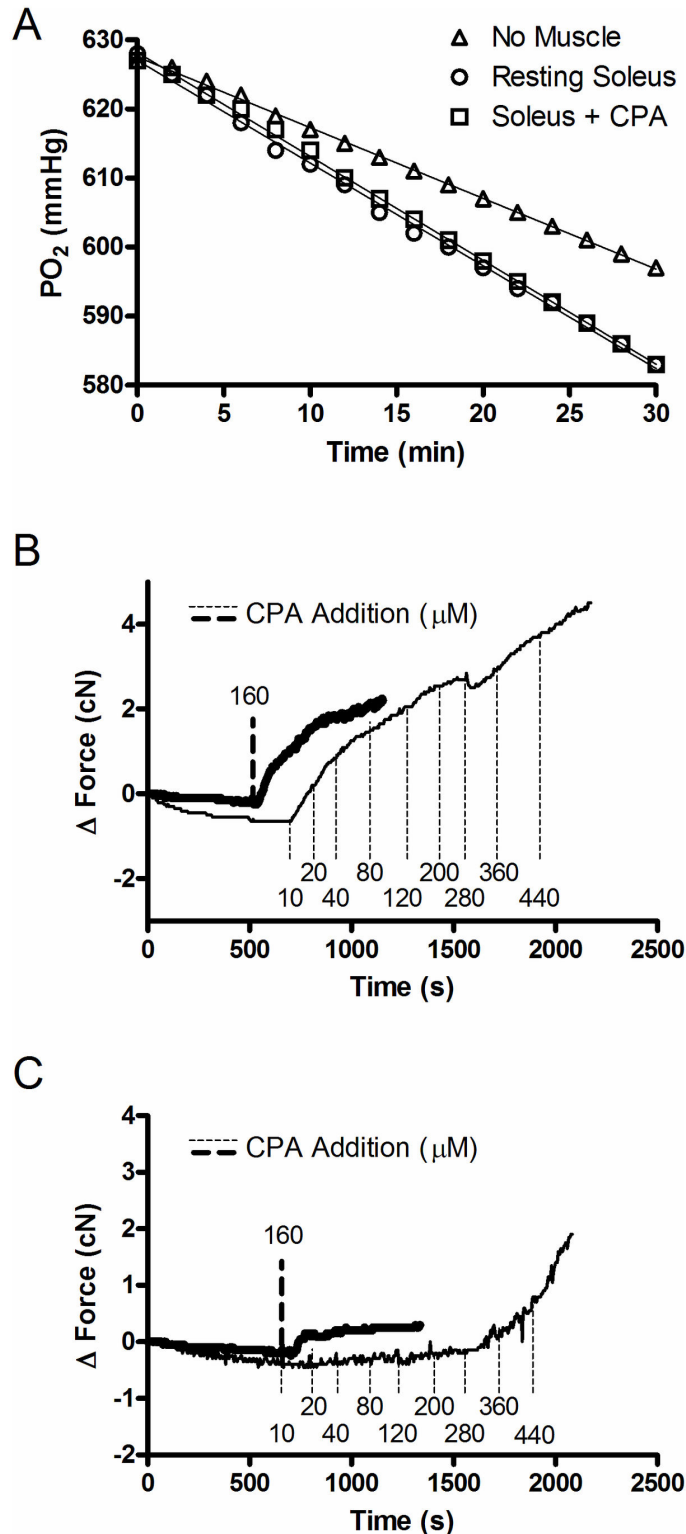 A
630
620
610
600
590
580
PO2 (mmHg)
No Muscle
Resting Soleus
Soleus + CPA
0 5 10 15 20 25 30
Time (min)
B
4
2
0
-2
Δ Force (cN)
CPA Addition (μM)
160
20 80 200 360
10 40 120 280 440
0 500 1000 1500 2000 2500
Time (s)
C
4
3
2
1
0
-1
-2
Δ Force (cN)
CPA Addition (μM)
160
20 80 200 360
10 40 120 280 440
0 500 1000 1500 2000 2500
Time (s)